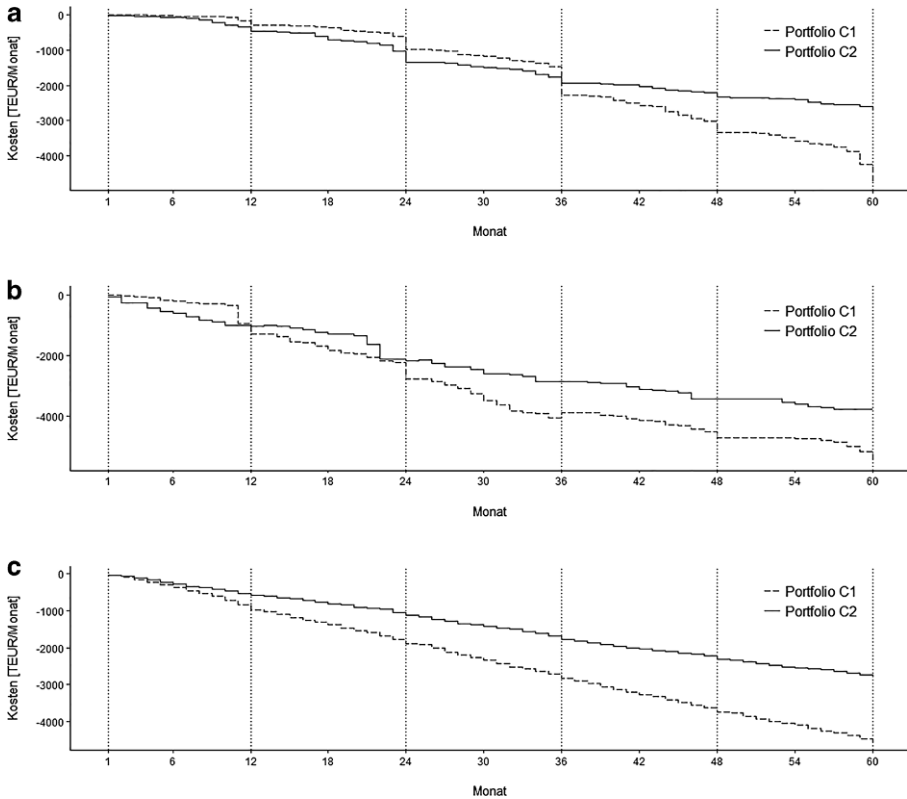 a
Kosten [TEUR/Monat]
0
-1000
-2000
-3000
-4000
Portfolio C1
Portfolio C2
1 6 12 18 24 30 36 42 48 54 60
Monat
b
Kosten [TEUR/Monat]
0
-2000
-4000
Portfolio C1
Portfolio C2
1 6 12 18 24 30 36 42 48 54 60
Monat
c
Kosten [TEUR/Monat]
0
-1000
-2000
-3000
-4000
Portfolio C1
Portfolio C2
1 6 12 18 24 30 36 42 48 54 60
Monat